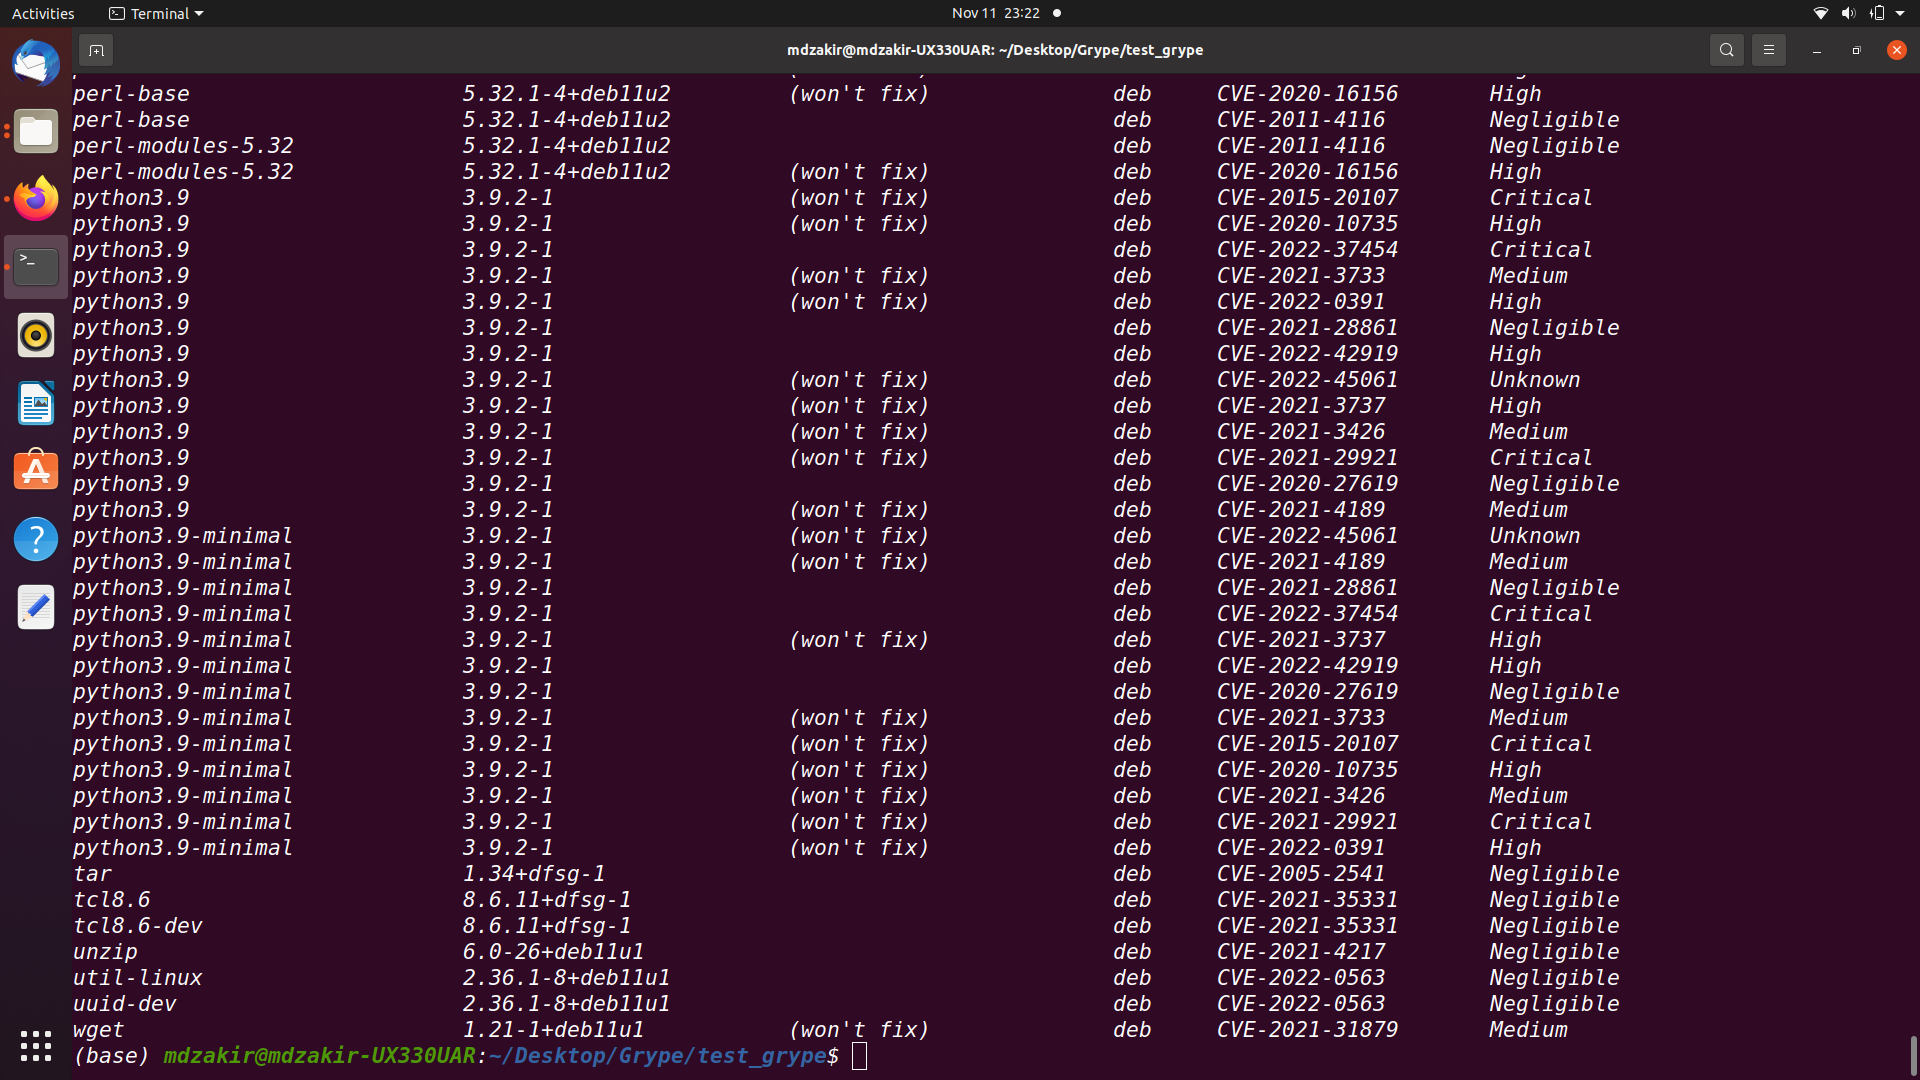 Activities Terminal Nov 11 23:22
mdzakir@mdzakir-UX330UAR: ~/Desktop/Grype/test_grype
perl-base 5.32.1-4+deb11u2 (won't fix) deb CVE-2020-16156 High
perl-base 5.32.1-4+deb11u2 deb CVE-2011-4116 Negligible
perl-modules-5.32 5.32.1-4+deb11u2 deb CVE-2011-4116 Negligible
perl-modules-5.32 5.32.1-4+deb11u2 (won't fix) deb CVE-2020-16156 High
python3.9 3.9.2-1 (won't fix) deb CVE-2015-20107 Critical
python3.9 3.9.2-1 (won't fix) deb CVE-2020-10735 High
python3.9 3.9.2-1 deb CVE-2022-37454 Critical
python3.9 3.9.2-1 (won't fix) deb CVE-2021-3733 Medium
python3.9 3.9.2-1 (won't fix) deb CVE-2022-0391 High
python3.9 3.9.2-1 deb CVE-2021-28861 Negligible
python3.9 3.9.2-1 deb CVE-2022-42919 High
python3.9 3.9.2-1 (won't fix) deb CVE-2022-45061 Unknown
python3.9 3.9.2-1 (won't fix) deb CVE-2021-3737 High
python3.9 3.9.2-1 (won't fix) deb CVE-2021-3426 Medium
python3.9 3.9.2-1 (won't fix) deb CVE-2021-29921 Critical
python3.9 3.9.2-1 deb CVE-2020-27619 Negligible
python3.9 3.9.2-1 (won't fix) deb CVE-2021-4189 Medium
python3.9-minimal 3.9.2-1 (won't fix) deb CVE-2022-45061 Unknown
python3.9-minimal 3.9.2-1 (won't fix) deb CVE-2021-4189 Medium
python3.9-minimal 3.9.2-1 deb CVE-2021-28861 Negligible
python3.9-minimal 3.9.2-1 deb CVE-2022-37454 Critical
python3.9-minimal 3.9.2-1 (won't fix) deb CVE-2021-3737 High
python3.9-minimal 3.9.2-1 deb CVE-2022-42919 High
python3.9-minimal 3.9.2-1 deb CVE-2020-27619 Negligible
python3.9-minimal 3.9.2-1 (won't fix) deb CVE-2021-3733 Medium
python3.9-minimal 3.9.2-1 (won't fix) deb CVE-2015-20107 Critical
python3.9-minimal 3.9.2-1 (won't fix) deb CVE-2020-10735 High
python3.9-minimal 3.9.2-1 (won't fix) deb CVE-2021-3426 Medium
python3.9-minimal 3.9.2-1 (won't fix) deb CVE-2021-29921 Critical
python3.9-minimal 3.9.2-1 (won't fix) deb CVE-2022-0391 High
tar 1.34+dfsg-1 deb CVE-2005-2541 Negligible
tcl8.6 8.6.11+dfsg-1 deb CVE-2021-35331 Negligible
tcl8.6-dev 8.6.11+dfsg-1 deb CVE-2021-35331 Negligible
unzip 6.0-26+deb11u1 deb CVE-2021-4217 Negligible
util-linux 2.36.1-8+deb11u1 deb CVE-2022-0563 Negligible
uuid-dev 2.36.1-8+deb11u1 deb CVE-2022-0563 Negligible
wget 1.21-1+deb11u1 (won't fix) deb CVE-2021-31879 Medium
(base) mdzakir@mdzakir-UX330UAR:~/Desktop/Grype/test_grype$